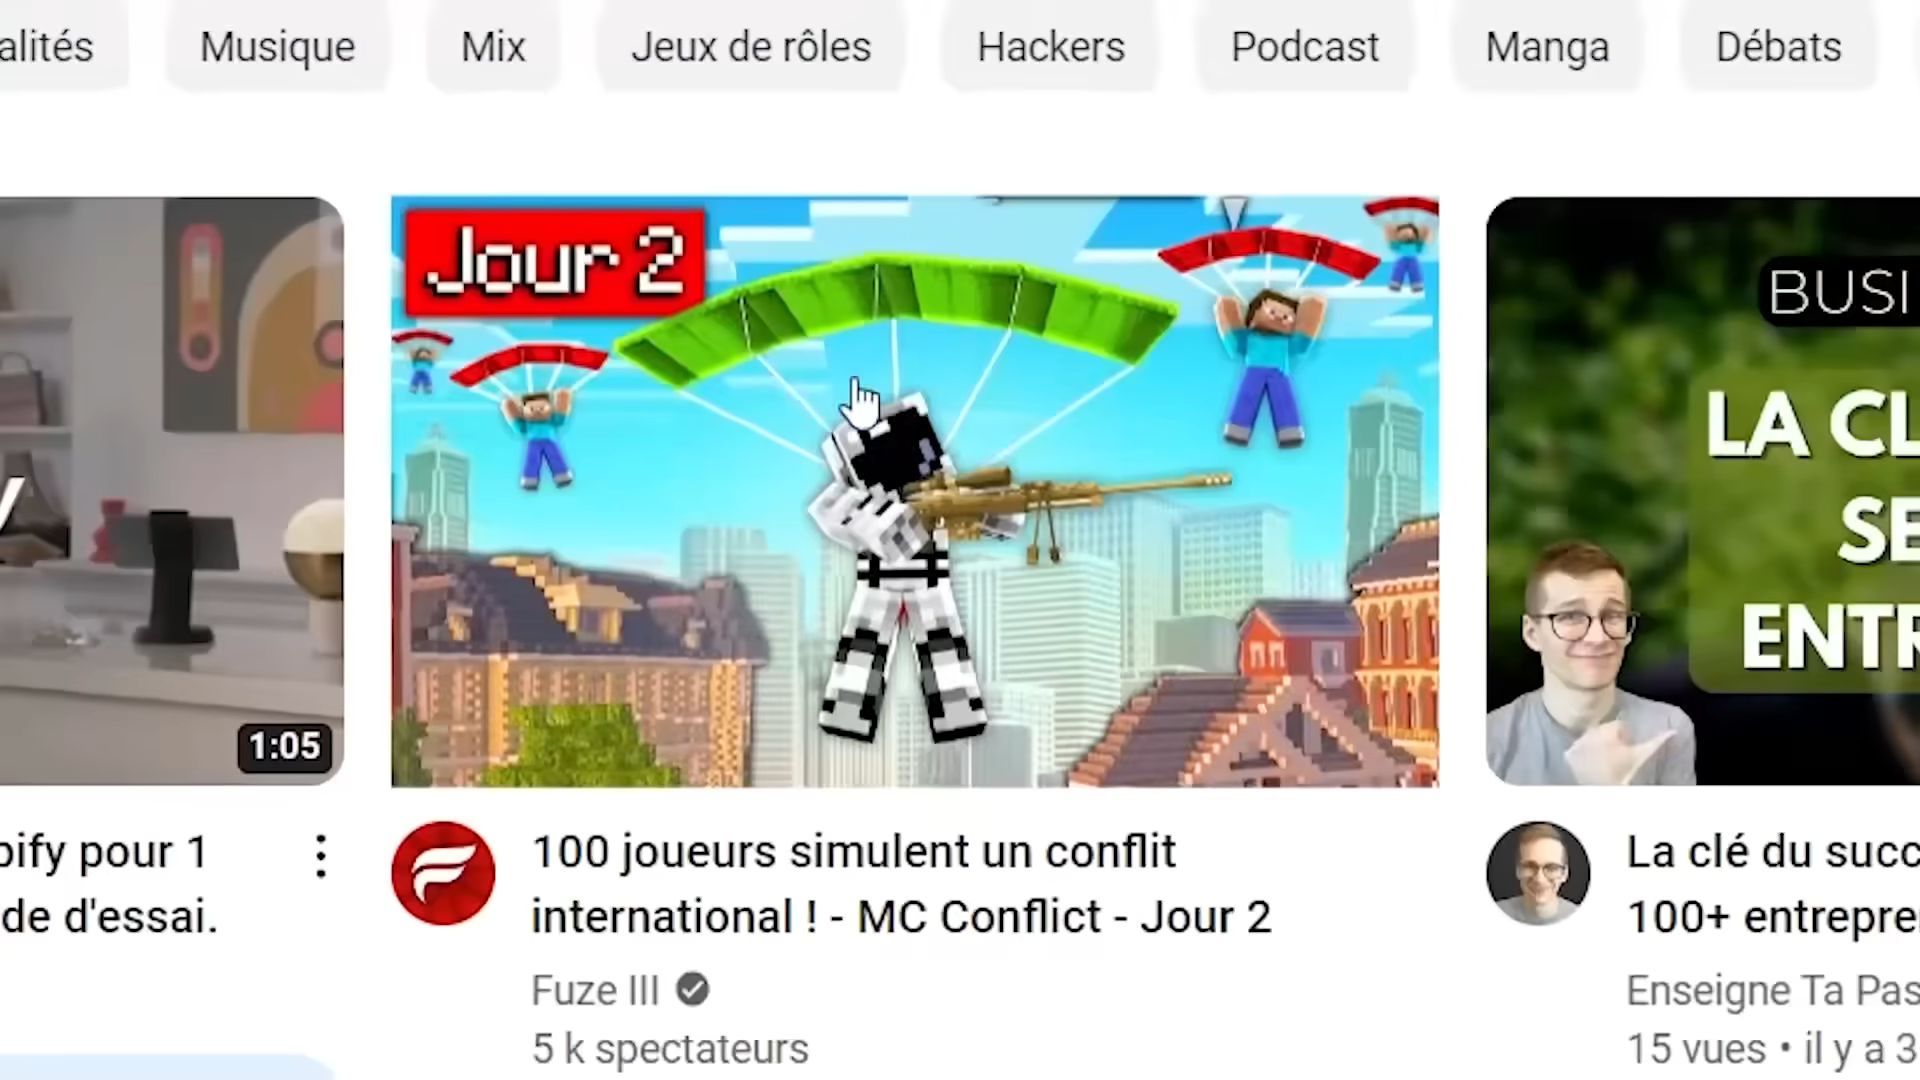 alités Musique Mix Jeux de rôles Hackers Podcast Manga Débats
Jour 2
1:05
BUSI
LA CL
SE
ENTR
pify pour 1
de d'essai.
100 joueurs simulent un conflit
international ! - MC Conflict - Jour 2
Fuze III
5 k spectateurs
La clé du succ
100+ entrepre
Enseigne Ta Pas
15 vues • il y a 3